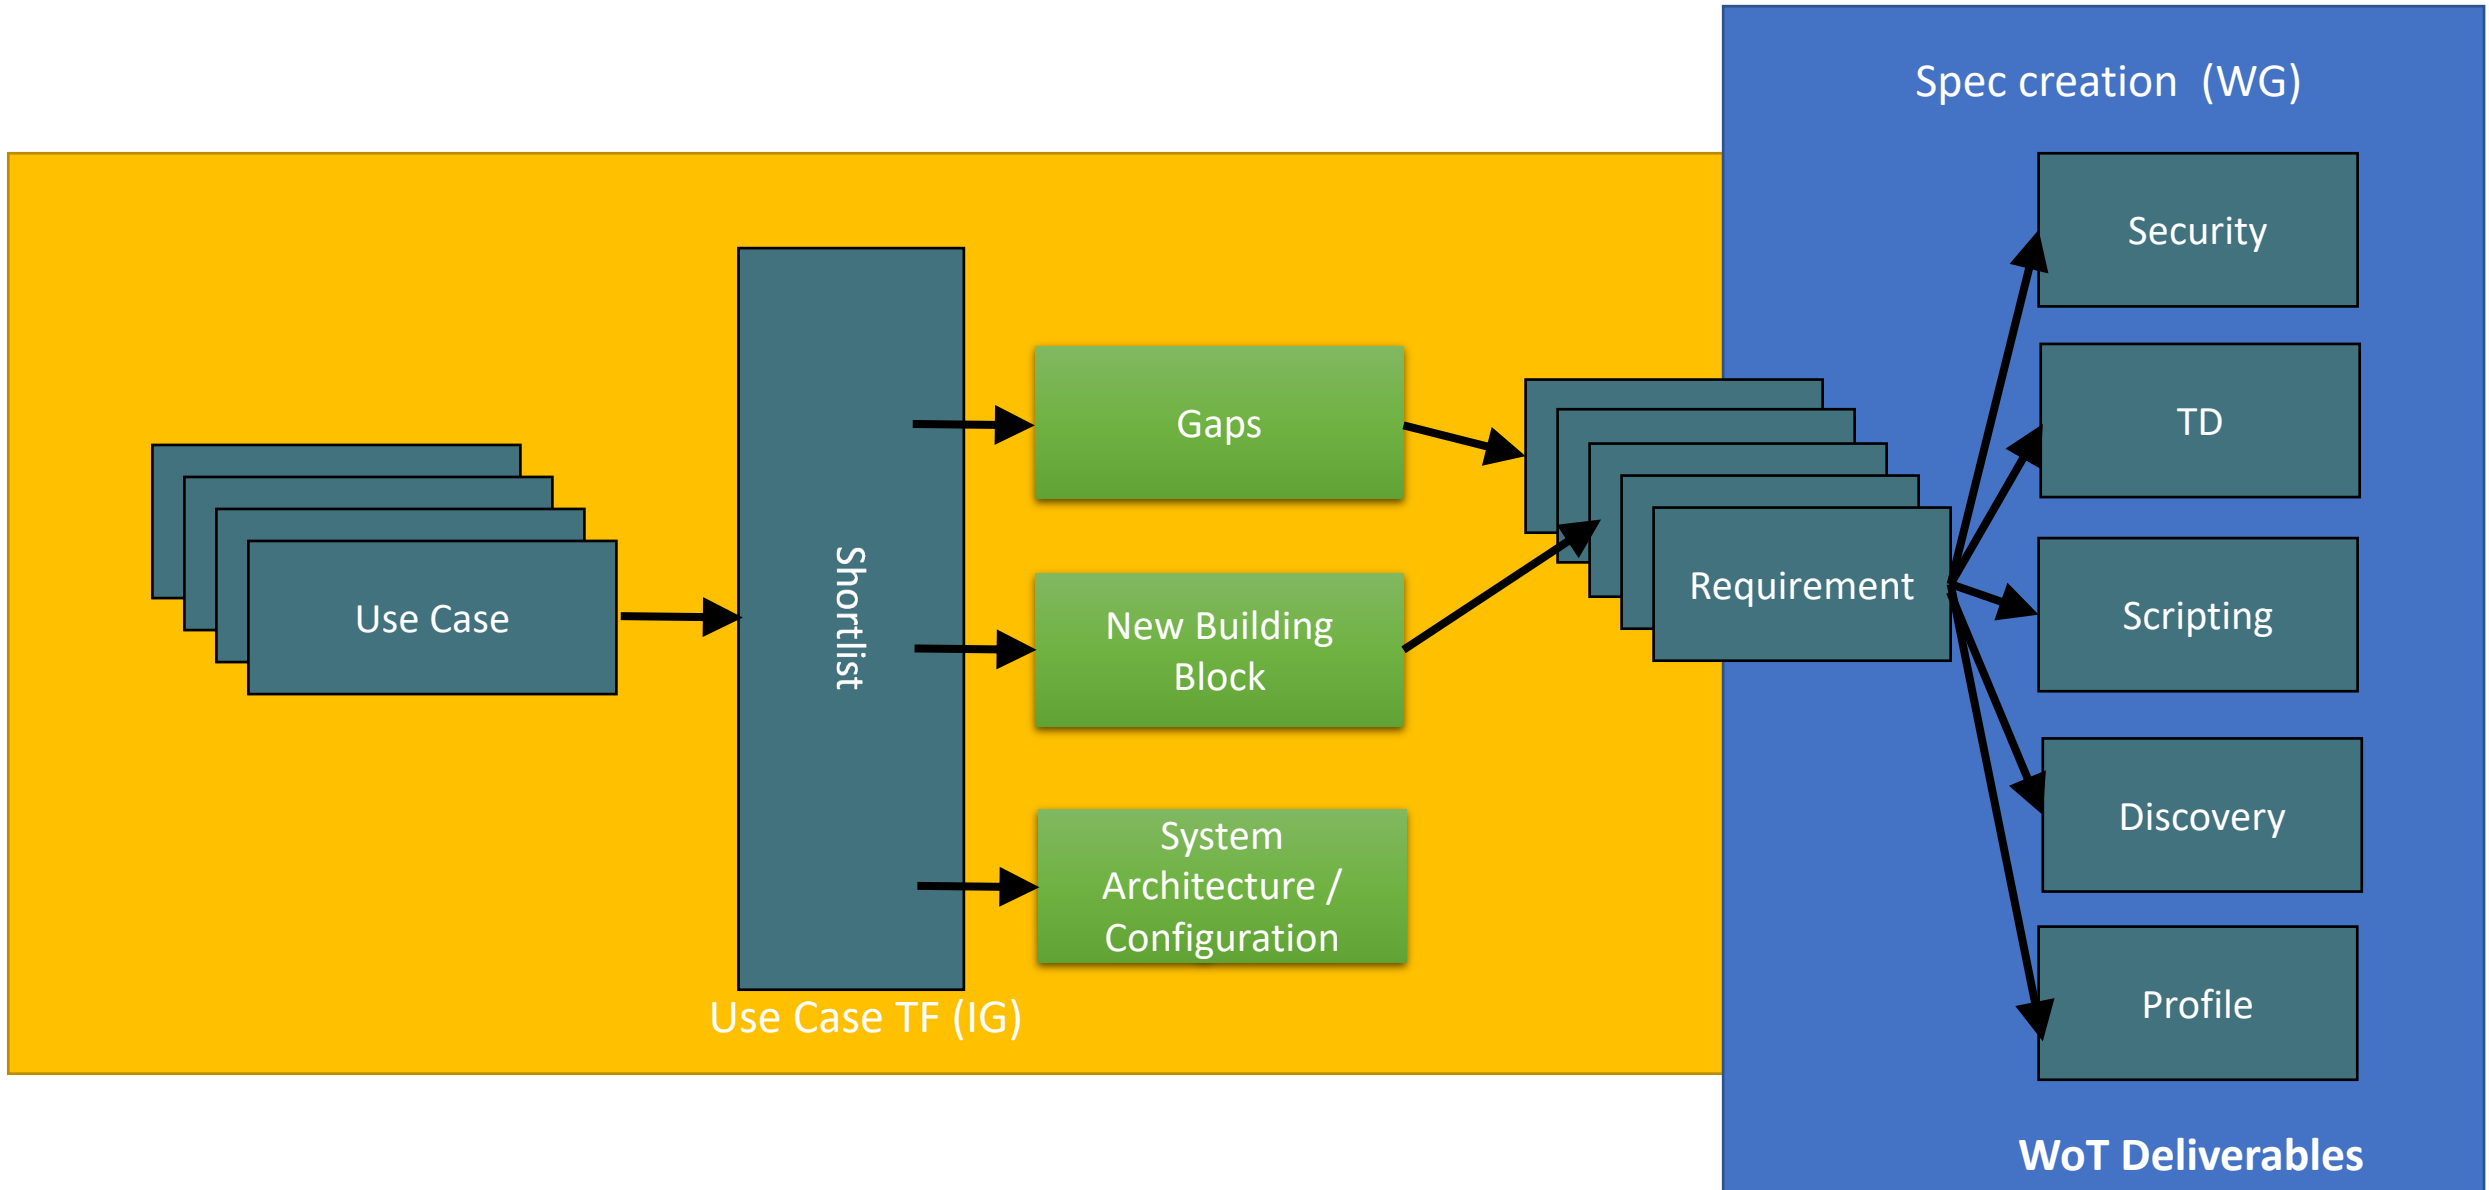 Spec creation (WG)
Security
Gaps
TD
Use Case
Shortlist
New Building
Block
Requirement
Scripting
System
Architecture /
Configuration
Discovery
Use Case TF (IG)
Profile
WoT Deliverables